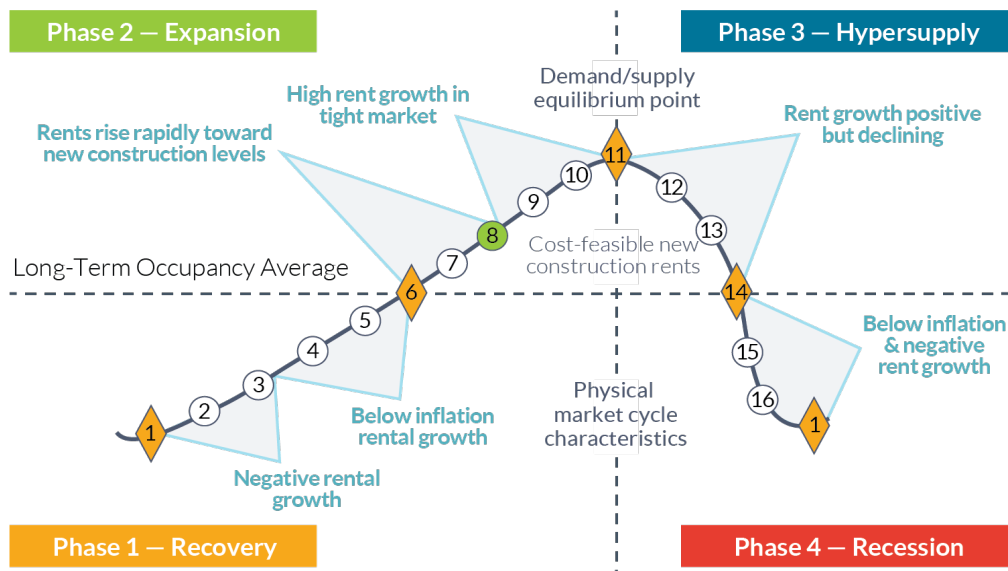 Phase 2 — Expansion
Phase 3 — Hypersupply
Demand/supply
equilibrium point
High rent growth in
tight market
Rent growth positive
but declining
Rents rise rapidly toward
new construction levels
11
10
12
9
13
8
Cost-feasible new
construction rents
7
Long-Term Occupancy Average
6
14
5
Below inflation
& negative
rent growth
4
15
3
Physical
market cycle
characteristics
16
2
Below inflation
rental growth
1
1
Negative rental
growth
Phase 1 — Recovery
Phase 4 — Recession